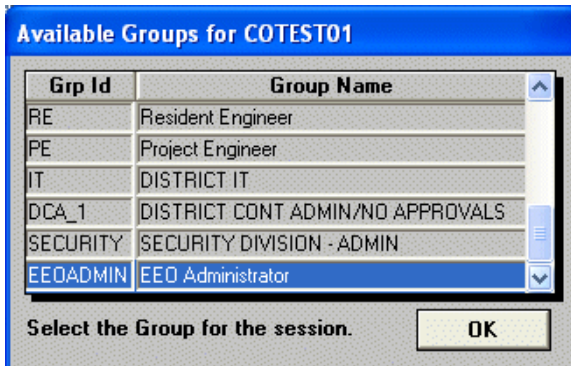 Available Groups for COTEST01
Grp Id Group Name
RE Resident Engineer
PE Project Engineer
IT DISTRICT IT
DCA_1 DISTRICT CONT ADMIN/NO APPROVALS
SECURITY SECURITY DIVISION - ADMIN
EEOADMIN EEO Administrator
Select the Group for the session. OK